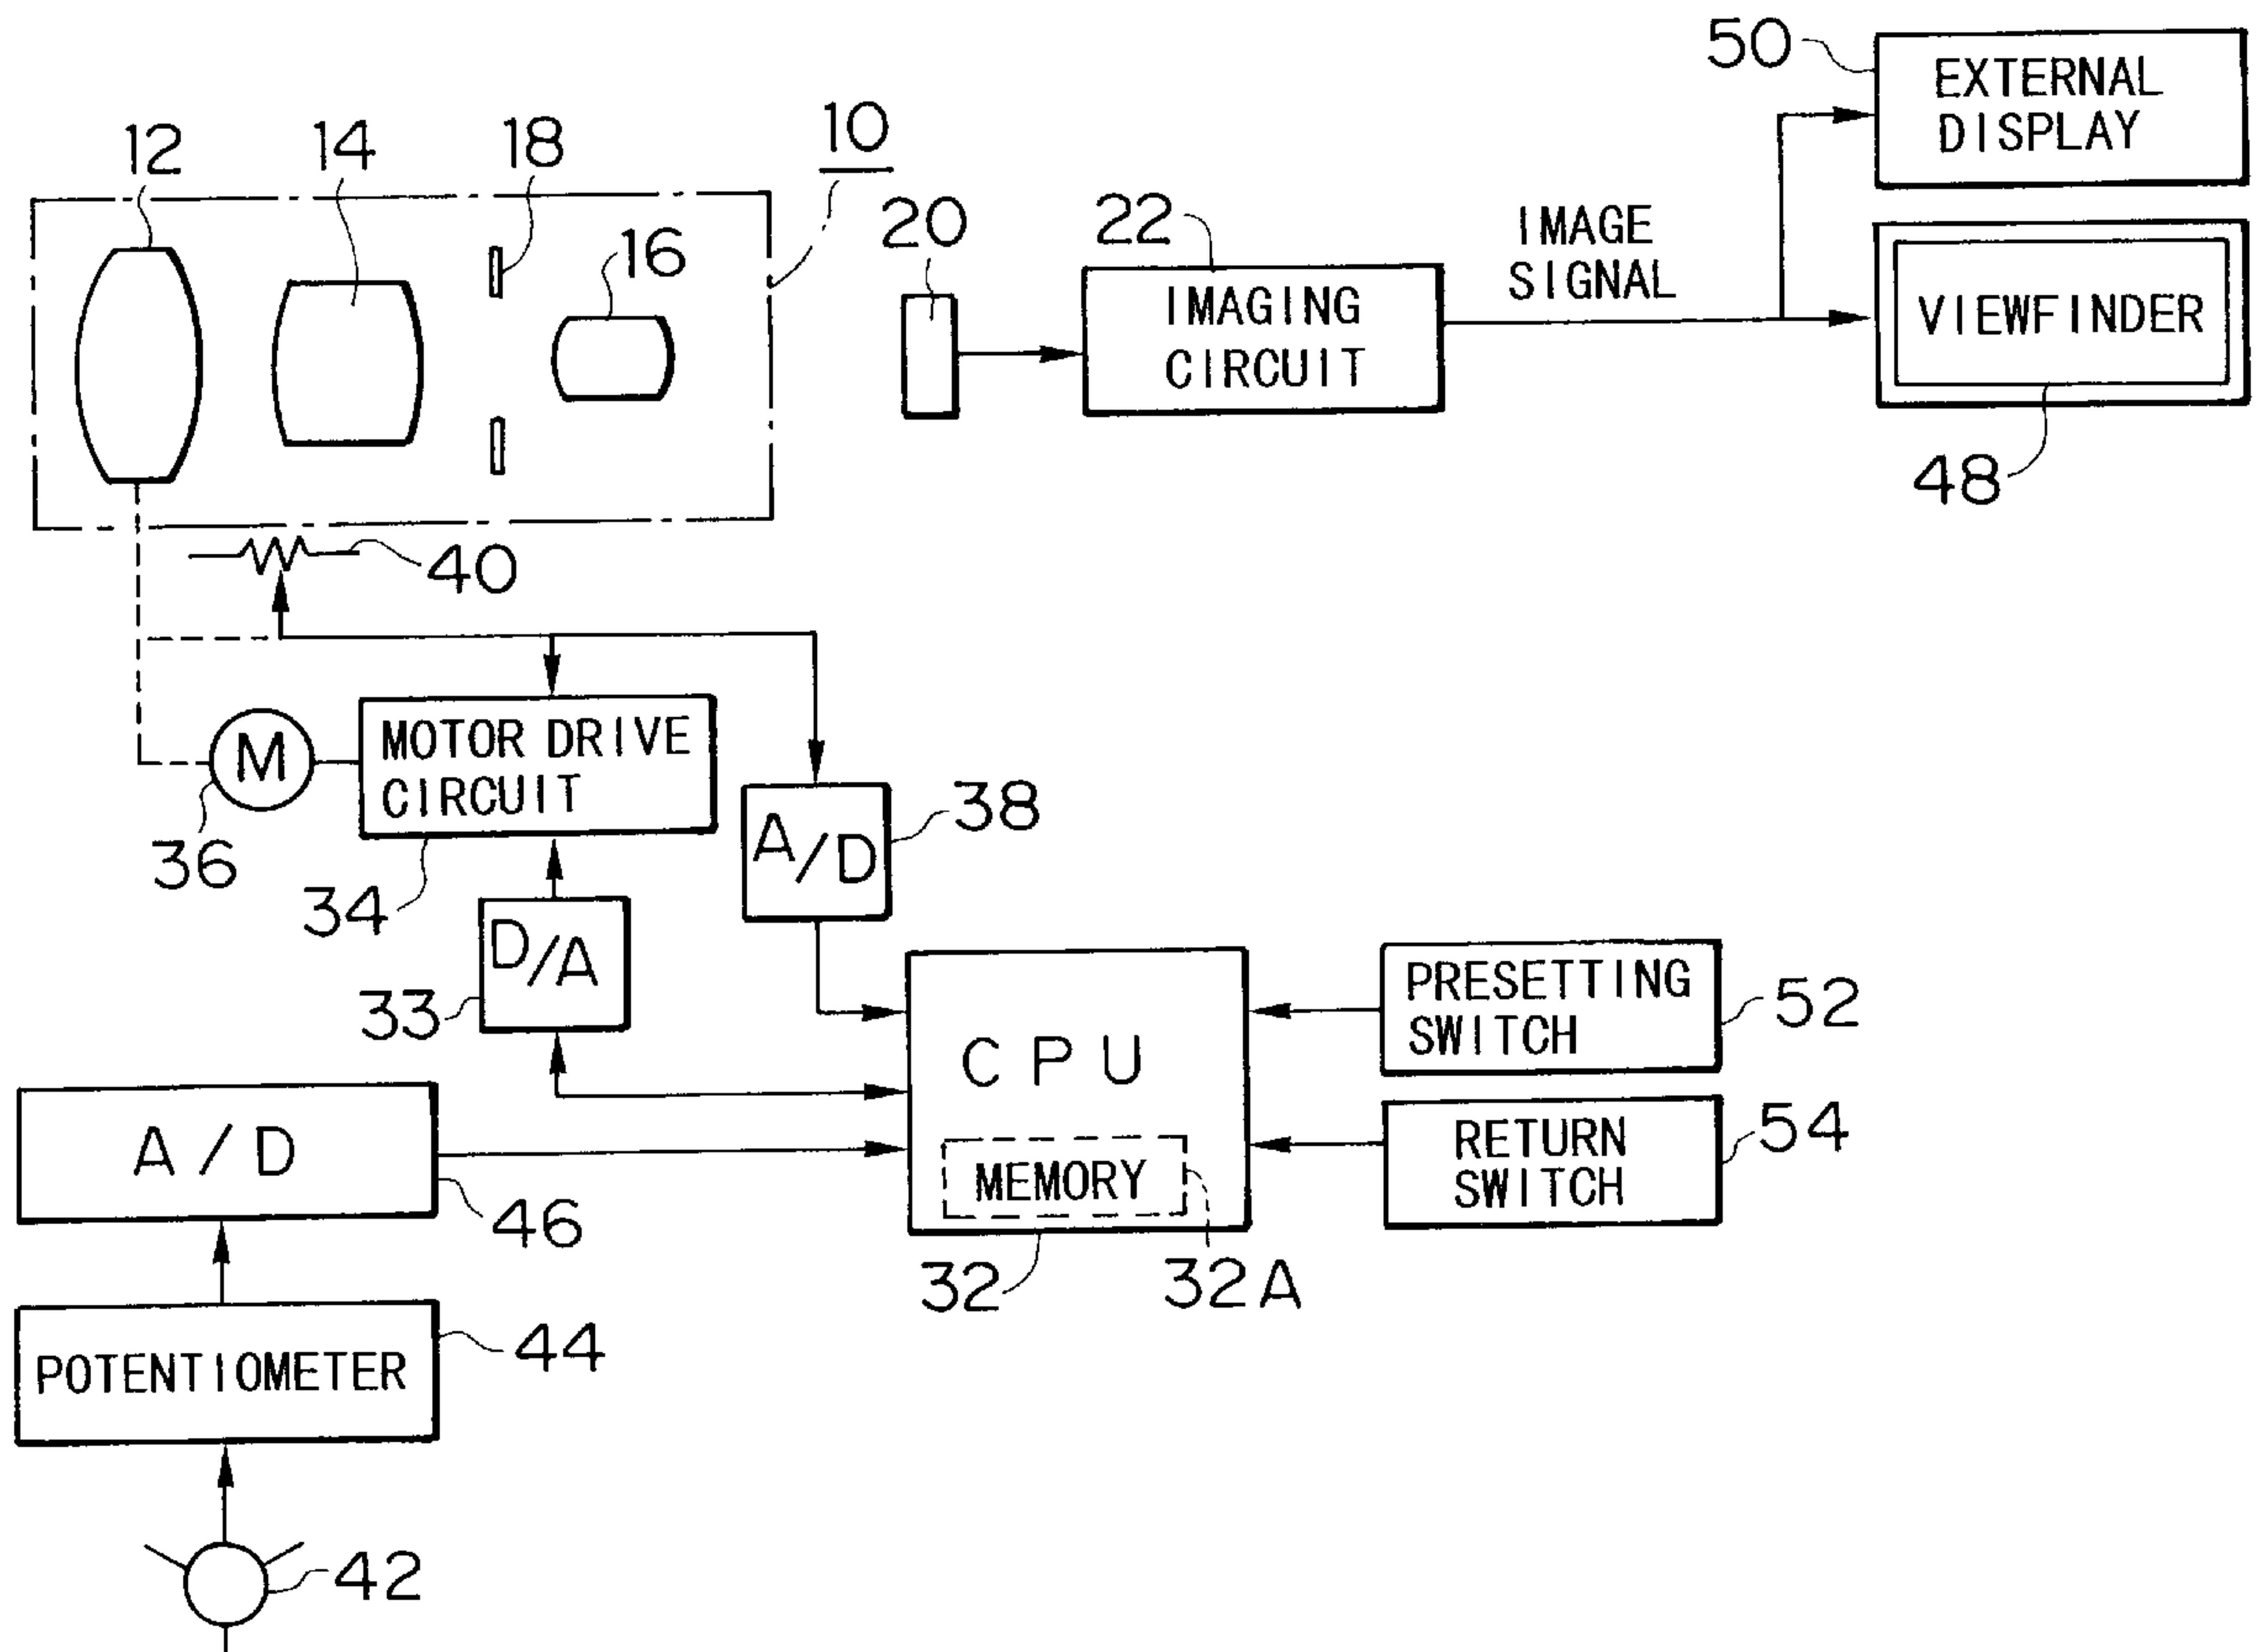 50
EXTERNAL
DISPLAY
12
14
18
10
16
20
22
IMAGING
CIRCUIT
IMAGE
SIGNAL
VIEWFINDER
48
40
M
36
MOTOR DRIVE
CIRCUIT
34
A/D
38
D/A
33
CPU
MEMORY
32
32A
PRESETTING
SWITCH
52
RETURN
SWITCH
54
A/D
46
POTENTIOMETER
44
42